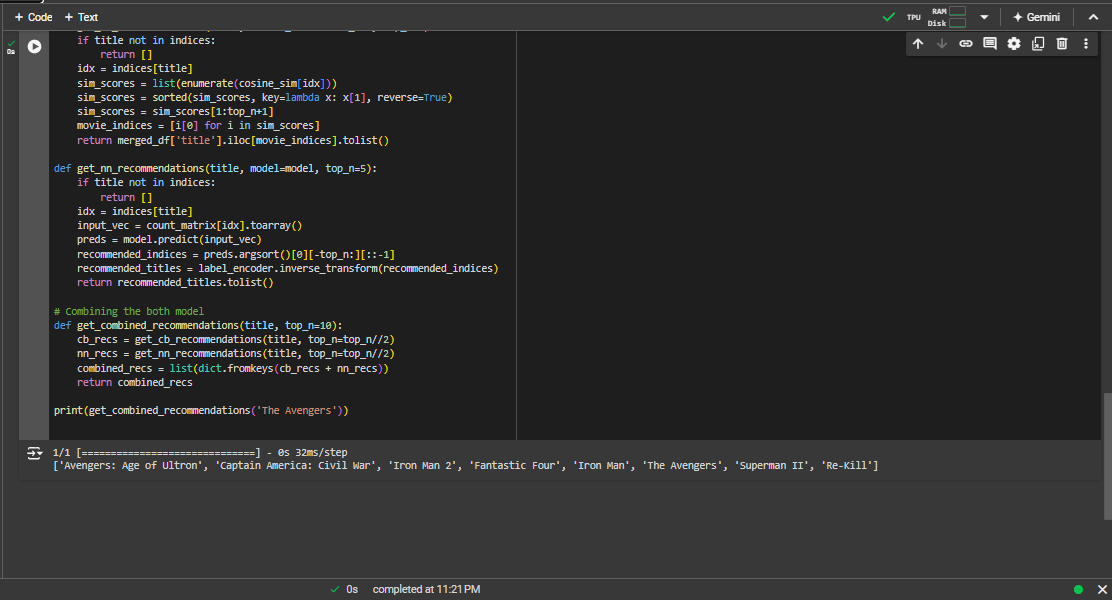 + Code + Text
TPU RAM Disk Gemini
0s
if title not in indices:
return []
idx = indices[title]
sim_scores = list(enumerate(cosine_sim[idx]))
sim_scores = sorted(sim_scores, key=lambda x: x[1], reverse=True)
sim_scores = sim_scores[1:top_n+1]
movie_indices = [i[0] for i in sim_scores]
return merged_df['title'].iloc[movie_indices].tolist()
def get_nn_recommendations(title, model=model, top_n=5):
if title not in indices:
return []
idx = indices[title]
input_vec = count_matrix[idx].toarray()
preds = model.predict(input_vec)
recommended_indices = preds.argsort()[0][-top_n:][::-1]
recommended_titles = label_encoder.inverse_transform(recommended_indices)
return recommended_titles.tolist()
# Combining the both model
def get_combined_recommendations(title, top_n=10):
cb_recs = get_cb_recommendations(title, top_n=top_n//2)
nn_recs = get_nn_recommendations(title, top_n=top_n//2)
combined_recs = list(dict.fromkeys(cb_recs + nn_recs))
return combined_recs
print(get_combined_recommendations('The Avengers'))
1/1 [==============================] - 0s 32ms/step
['Avengers: Age of Ultron', 'Captain America: Civil War', 'Iron Man 2', 'Fantastic Four', 'Iron Man', 'The Avengers', 'Superman II', 'Re-Kill']
0s completed at 11:21 PM